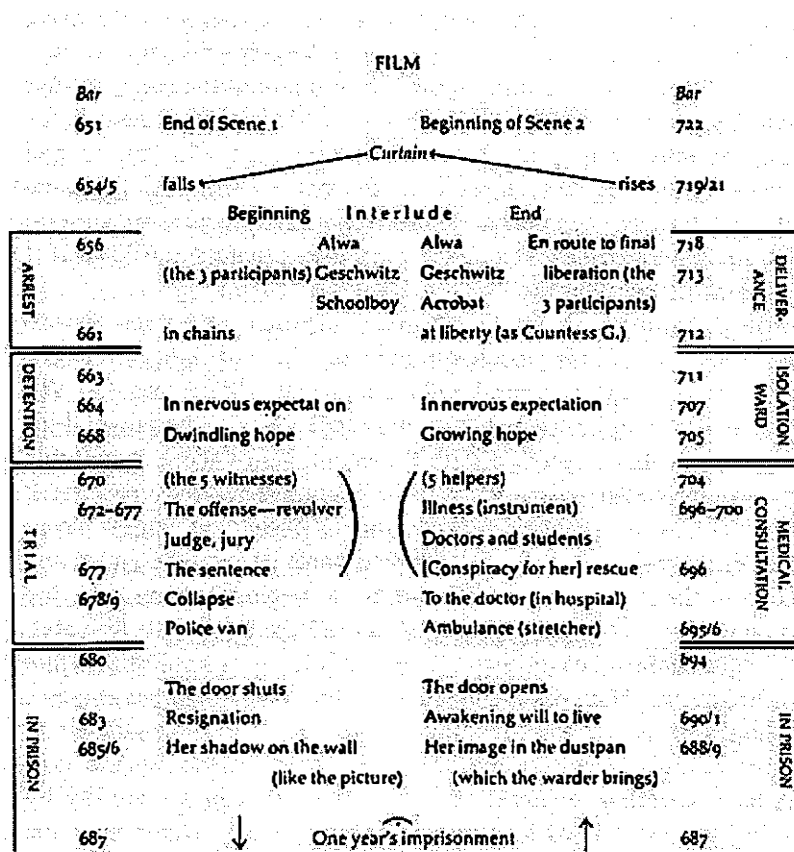 FILM
Bar Bar
651 End of Scene 1 Beginning of Scene 2 722
Curtain
654/5 falls rises 719/21
Beginning Interlude End
656 Alwa Alwa En route to final 718
(the 3 participants) Geschwitz Geschwitz liberation (the 713
Schoolboy Acrobat 3 participants)
661 in chains at liberty (as Countess G.) 712
ARREST
DELIVER-
ANCE
663 711
664 In nervous expectat on In nervous expectation 707
668 Dwindling hope Growing hope 705
DETENTION
ISOLATION
WARD
670 (the 5 witnesses) (5 helpers) 704
672-677 The offense—revolver Illness (instrument) 696-700
Judge, jury Doctors and students
677 The sentence [Conspiracy for her] rescue 696
678/9 Collapse To the doctor (in hospital)
Police van Ambulance (stretcher) 695/6
TRIAL
MEDICAL
CONSULTATION
680 694
The door shuts The door opens
683 Resignation Awakening will to live 690/1
685/6 Her shadow on the wall Her image in the dustpan 688/9
(like the picture) (which the warder brings)
IN PRISON
IN PRISON
687 One year's imprisonment 687